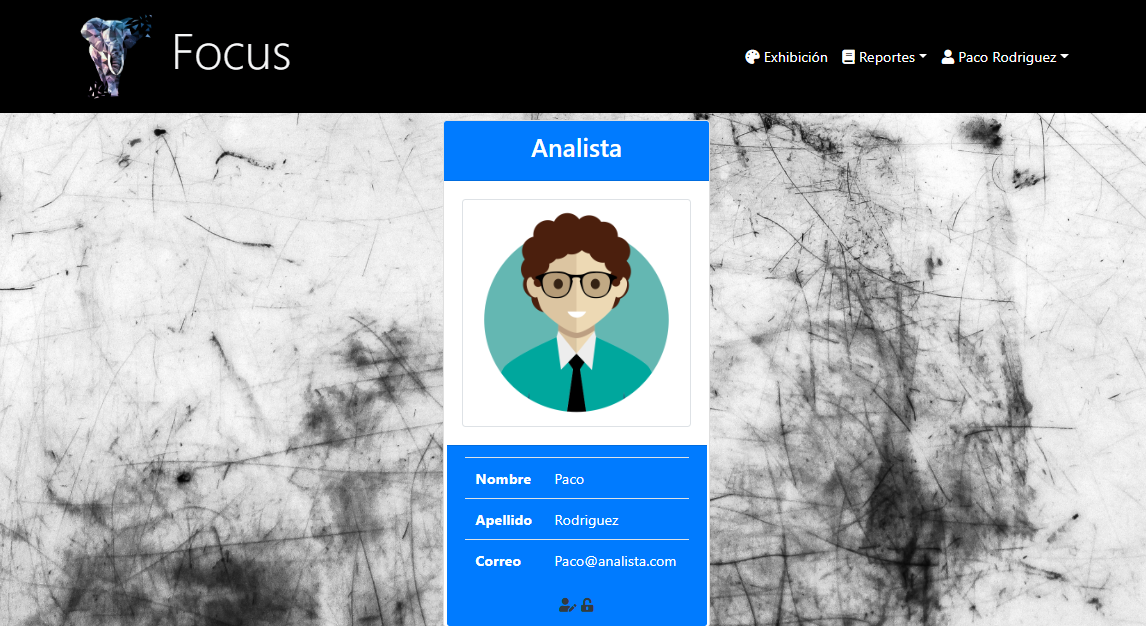 Focus
Exhibición Reportes Paco Rodriguez
Analista
Nombre Paco
Apellido Rodriguez
Correo Paco@analista.com